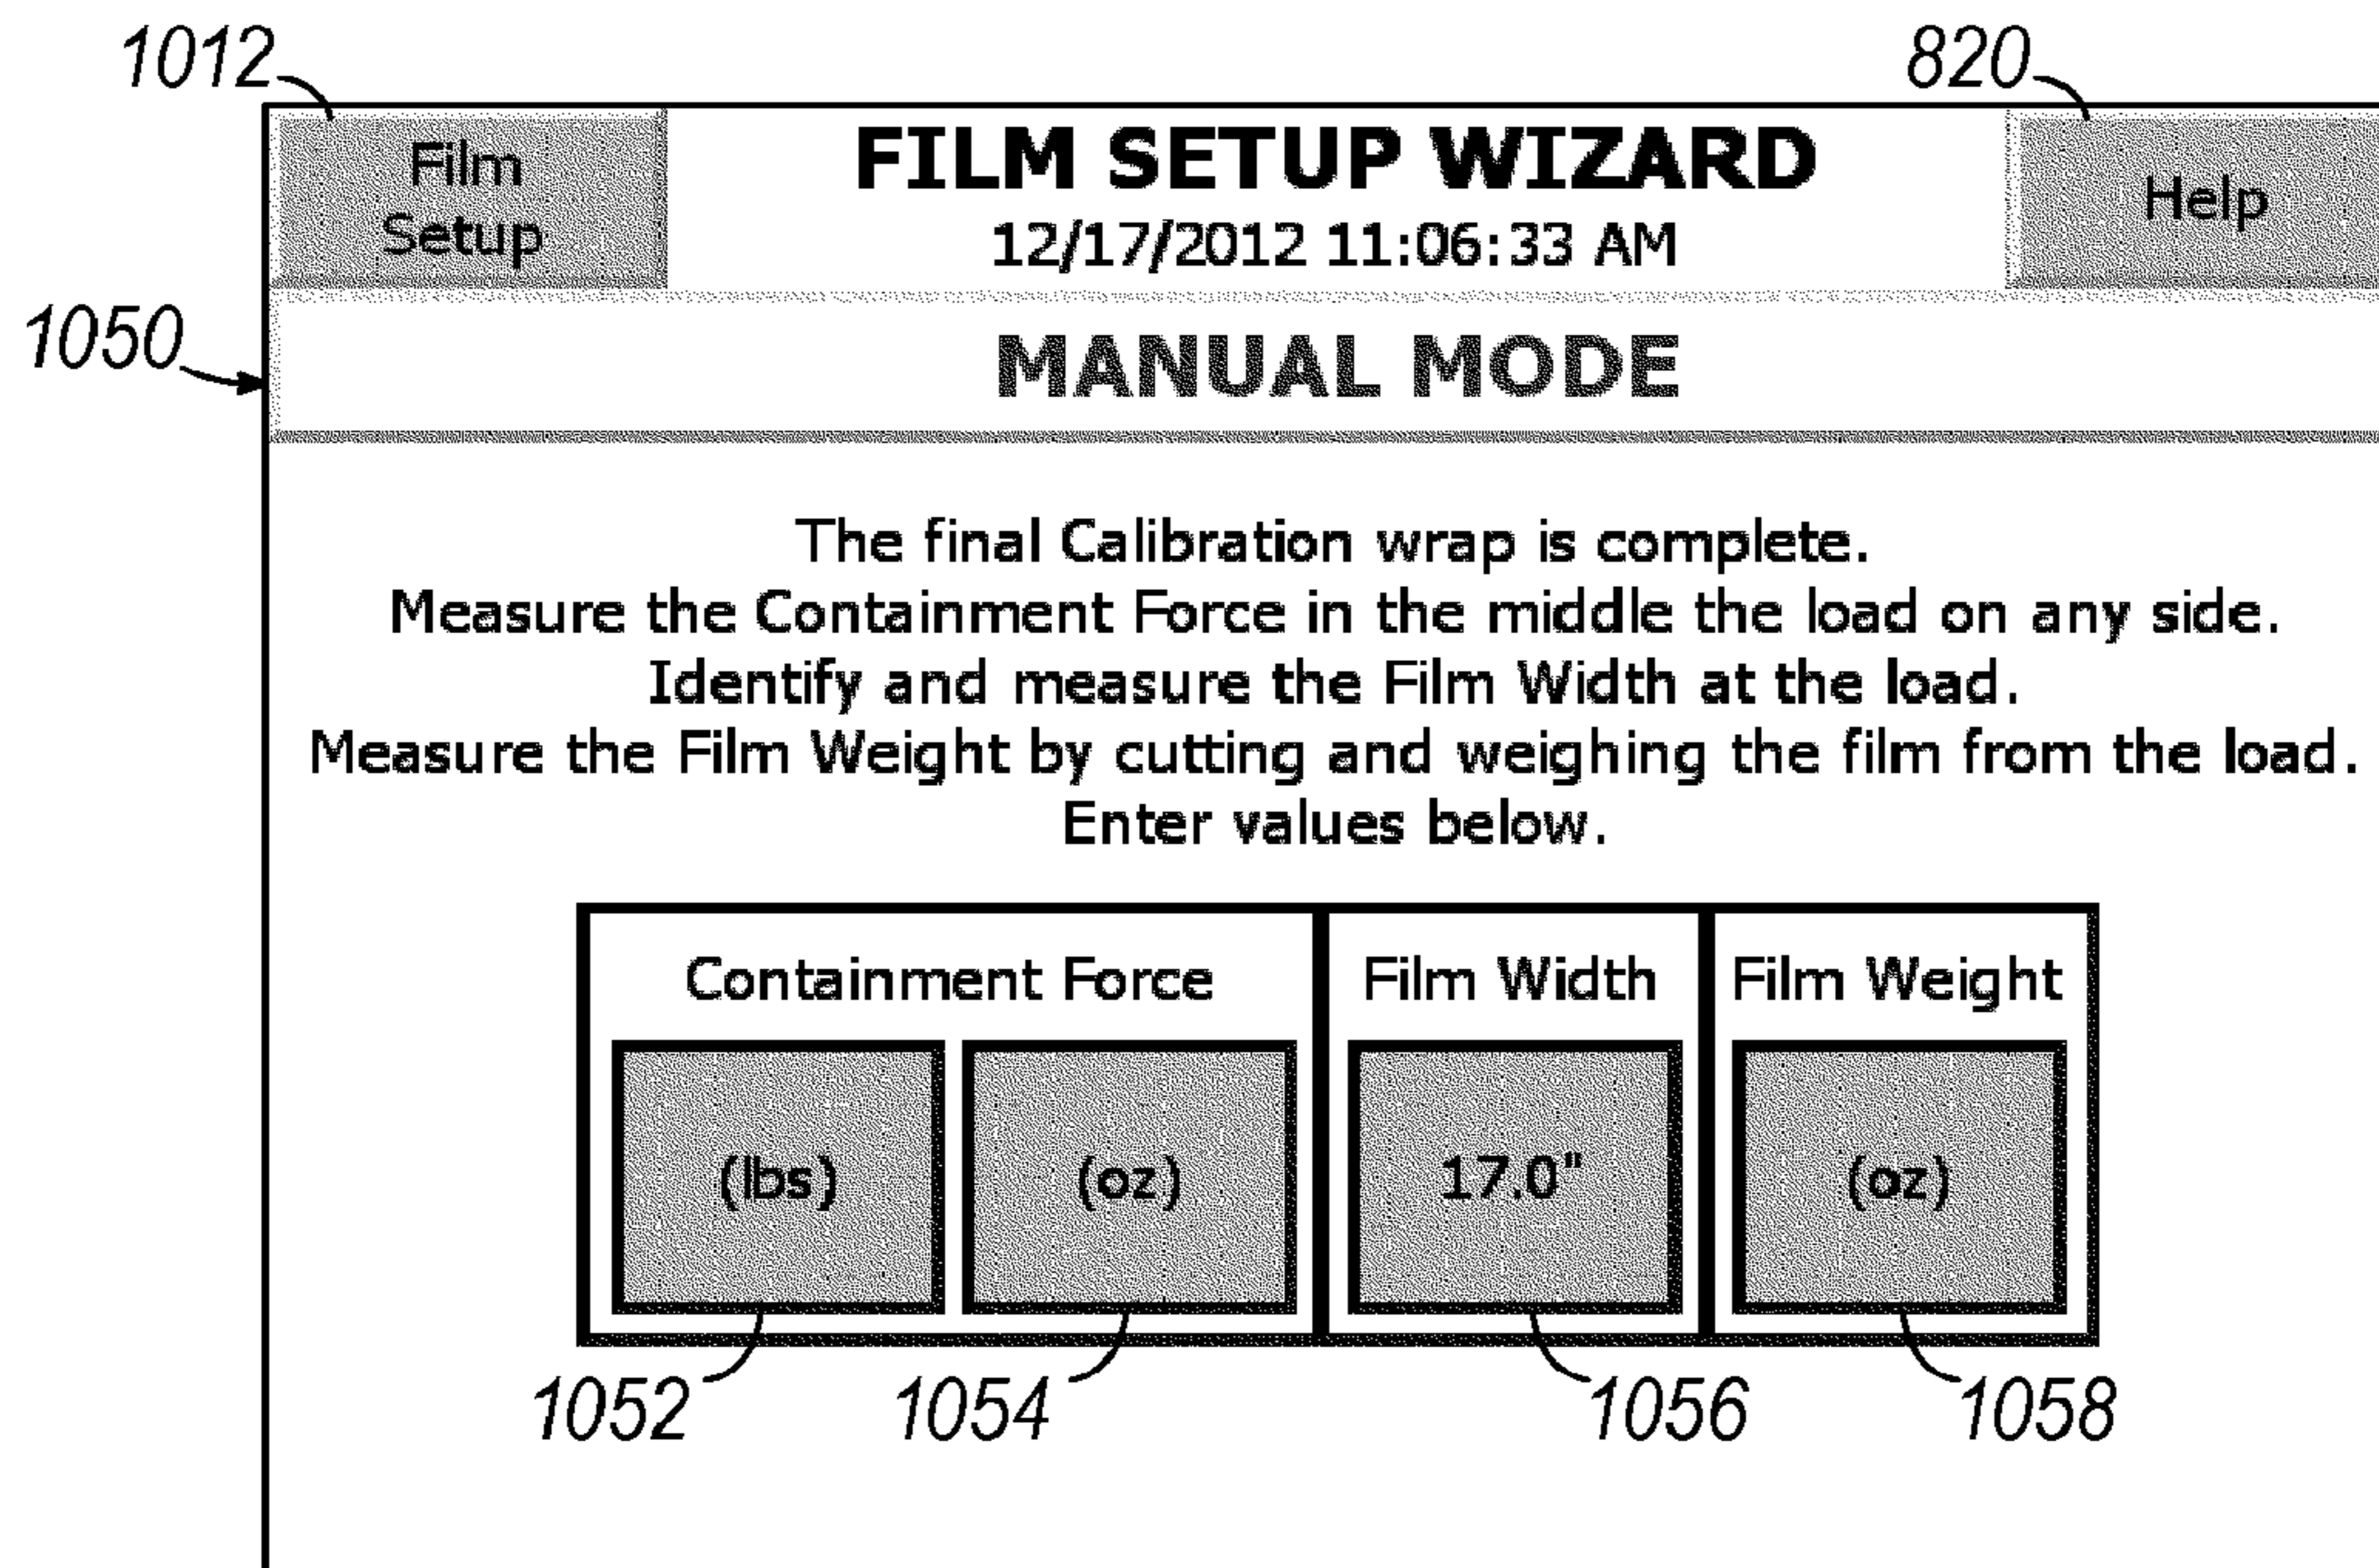 1012
820
Film
Setup
FILM SETUP WIZARD
12/17/2012 11:06:33 AM
Help
1050
MANUAL MODE
The final Calibration wrap is complete.
Measure the Containment Force in the middle the load on any side.
Identify and measure the Film Width at the load.
Measure the Film Weight by cutting and weighing the film from the load.
Enter values below.
Containment Force
Film Width
Film Weight
(lbs)
(oz)
17.0"
(oz)
1052
1054
1056
1058